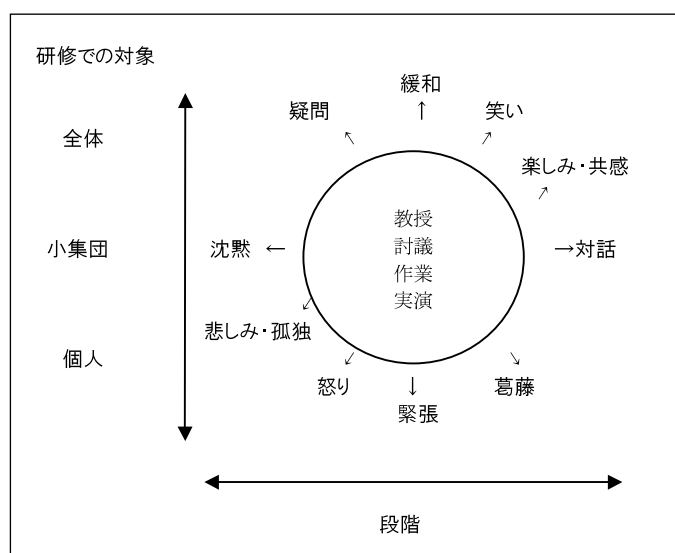 研修での対象
緩和
疑問
↑
笑い
↖
↗
全体
楽しみ・共感
↗
教授
小集団
沈黙
←
討議
→対話
作業
実演
↙
悲しみ・孤独
個人
↙
↘
怒り
↓
葛藤
緊張
段階